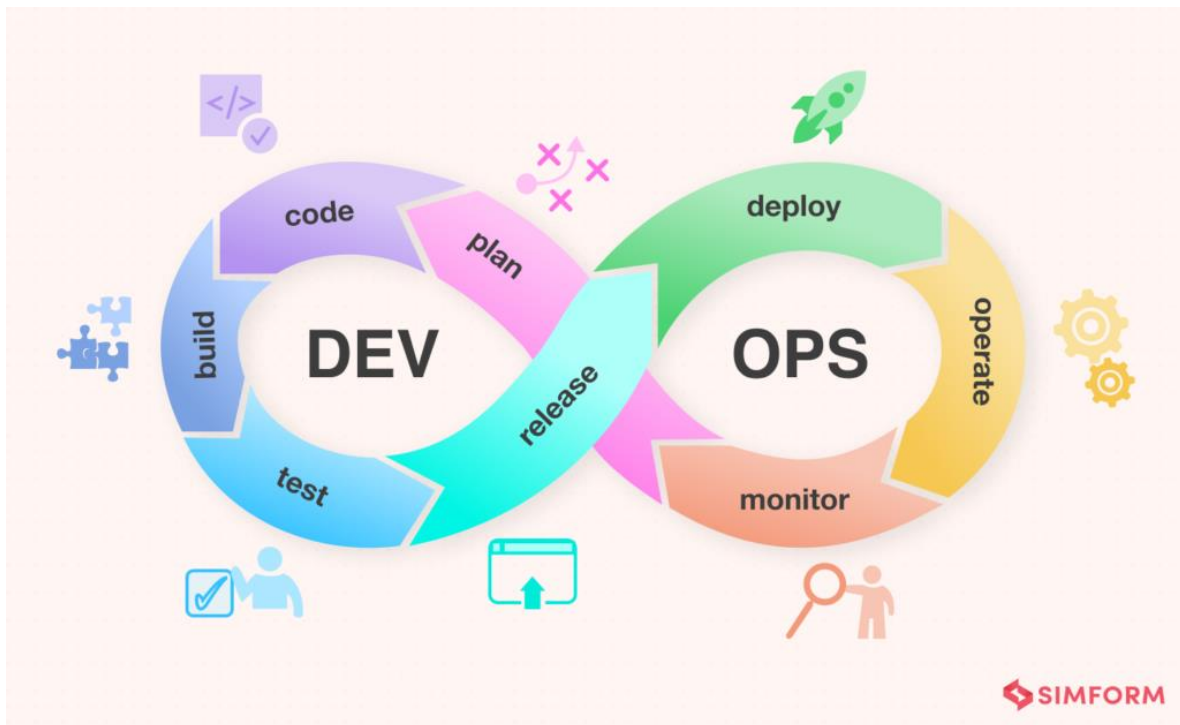 </>
code
plan
deploy
build
DEV
OPS
operate
release
test
monitor
SIMFORM